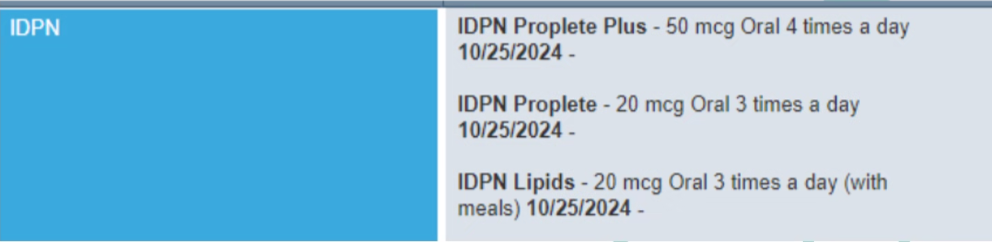 IDPN
IDPN Proplete Plus - 50 mcg Oral 4 times a day
10/25/2024 -
IDPN Proplete - 20 mcg Oral 3 times a day
10/25/2024 -
IDPN Lipids - 20 mcg Oral 3 times a day (with
meals) 10/25/2024 -